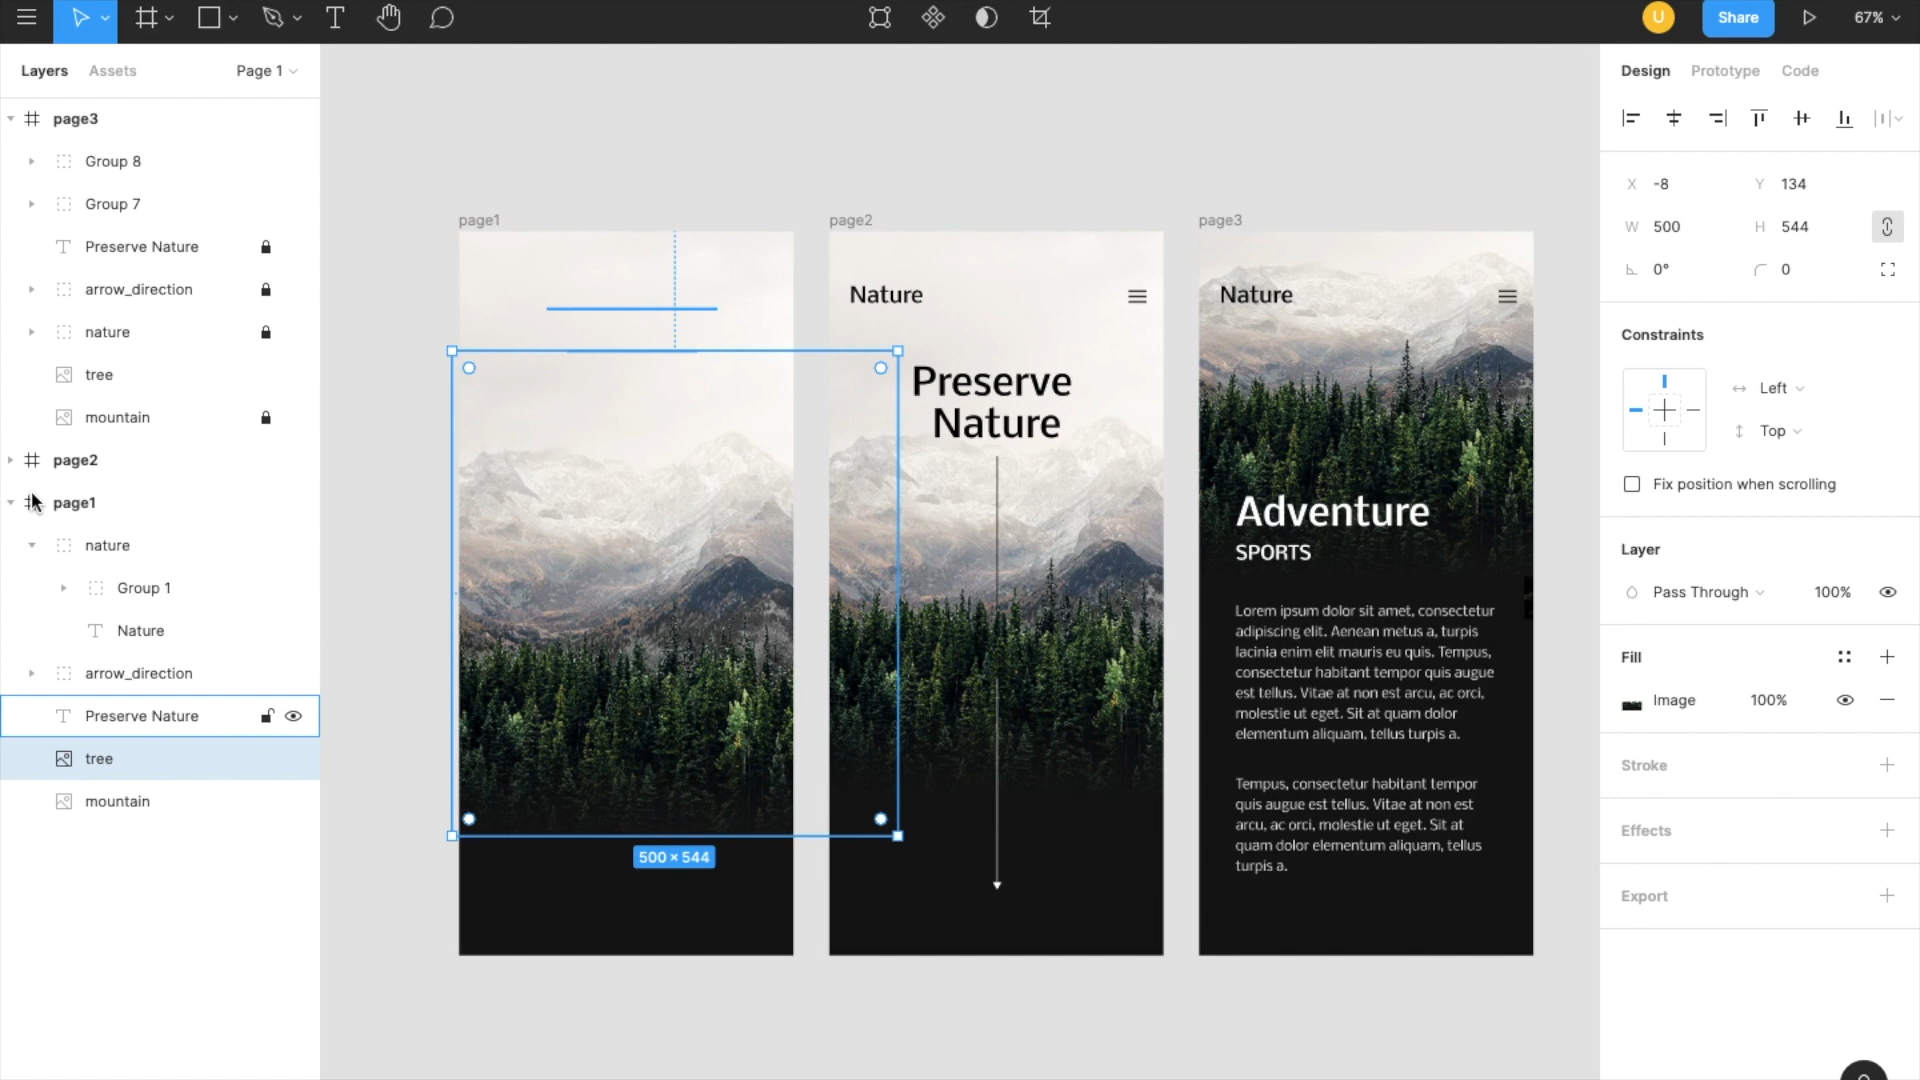 U
Share
67%
Layers
Assets
Page 1
page3
Group 8
Group 7
Preserve Nature
arrow_direction
nature
tree
mountain
page2
page1
nature
Group 1
Nature
arrow_direction
Preserve Nature
tree
mountain
page1
500 × 544
page2
Nature
Preserve
Nature
page3
Nature
Adventure
SPORTS
Lorem ipsum dolor sit amet, consectetur
adipiscing elit. Aenean metus a, turpis
lacinia enim elit mauris eu quis. Tempus,
consectetur habitant tempor quis augue
est tellus. Vitae at non est arcu, ac orci,
molestie ut eget. Sit at quam dolor
elementum aliquam, tellus turpis a.
Tempus, consectetur habitant tempor
quis augue est tellus. Vitae at non est
arcu, ac orci, molestie ut eget. Sit at
quam dolor elementum aliquam, tellus
turpis a.
Design
Prototype
Code
X -8
Y 134
W 500
H 544
0°
0
Constraints
Left
Top
Fix position when scrolling
Layer
Pass Through
100%
Fill
Image
100%
Stroke
Effects
Export